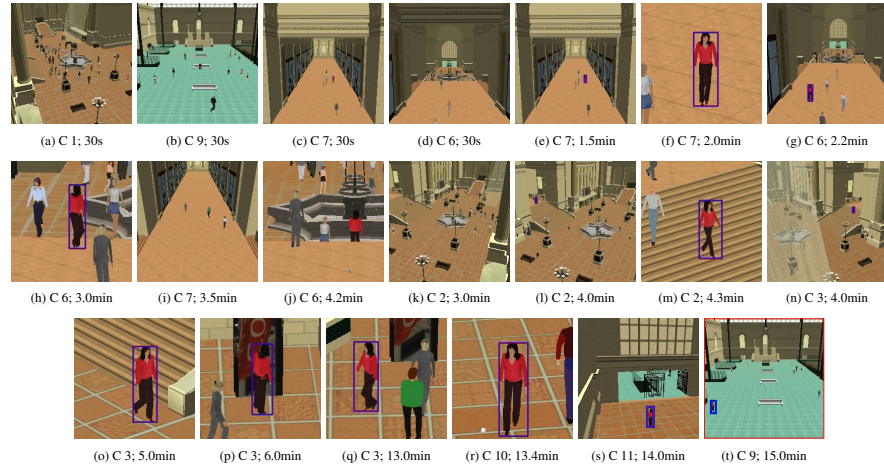 (a) C 1; 30s
(b) C 9; 30s
(c) C 7; 30s
(d) C 6; 30s
(e) C 7; 1.5min
(f) C 7; 2.0min
(g) C 6; 2.2min
(h) C 6; 3.0min
(i) C 7; 3.5min
(j) C 6; 4.2min
(k) C 2; 3.0min
(l) C 2; 4.0min
(m) C 2; 4.3min
(n) C 3; 4.0min
(o) C 3; 5.0min
(p) C 3; 6.0min
(q) C 3; 13.0min
(r) C 10; 13.4min
(s) C 11; 14.0min
(t) C 9; 15.0min